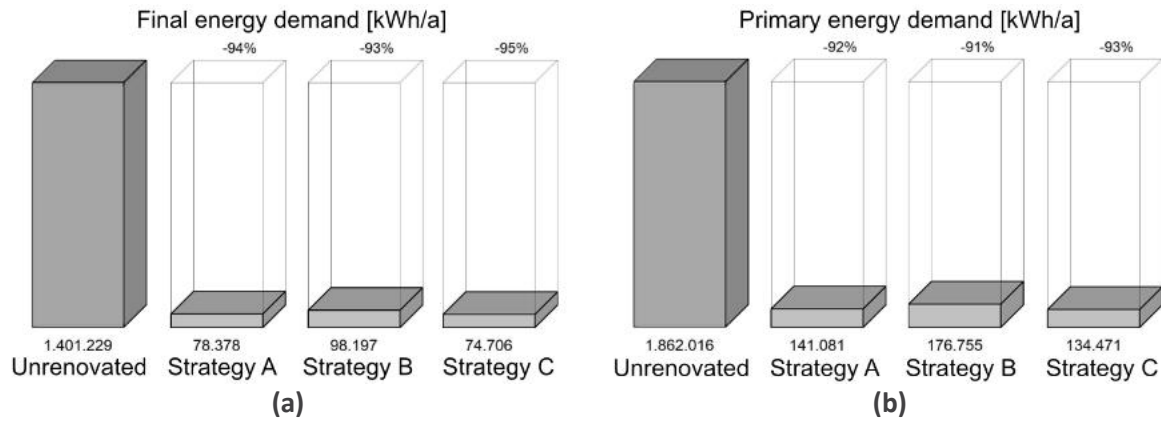 Final energy demand [kWh/a]
-94% -93% -95%
1.401.229 78.378 98.197 74.706
Unrenovated Strategy A Strategy B Strategy C
(a)
Primary energy demand [kWh/a]
-92% -91% -93%
1.862.016 141.081 176.755 134.471
Unrenovated Strategy A Strategy B Strategy C
(b)